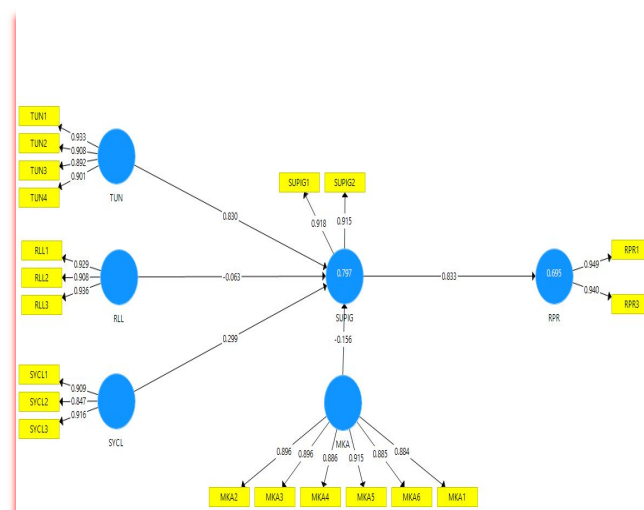 TUN1
0.933
TUN2
0.908
TUN3
0.892
TUN4
0.901
TUN
SUPIG1
SUPIG2
0.918
0.915
0.830
RLL1
0.929
RLL2
0.908
RLL3
0.936
RLL
-0.063
0.797
SUPIG
0.833
0.695
RPR
RPR1
0.949
RPR3
0.940
0.299
-0.156
SYCL1
0.909
SYCL2
0.847
SYCL3
0.916
SYCL
MKA
0.896
0.896
0.886
0.915
0.885
0.884
MKA2
MKA3
MKA4
MKA5
MKA6
MKA1